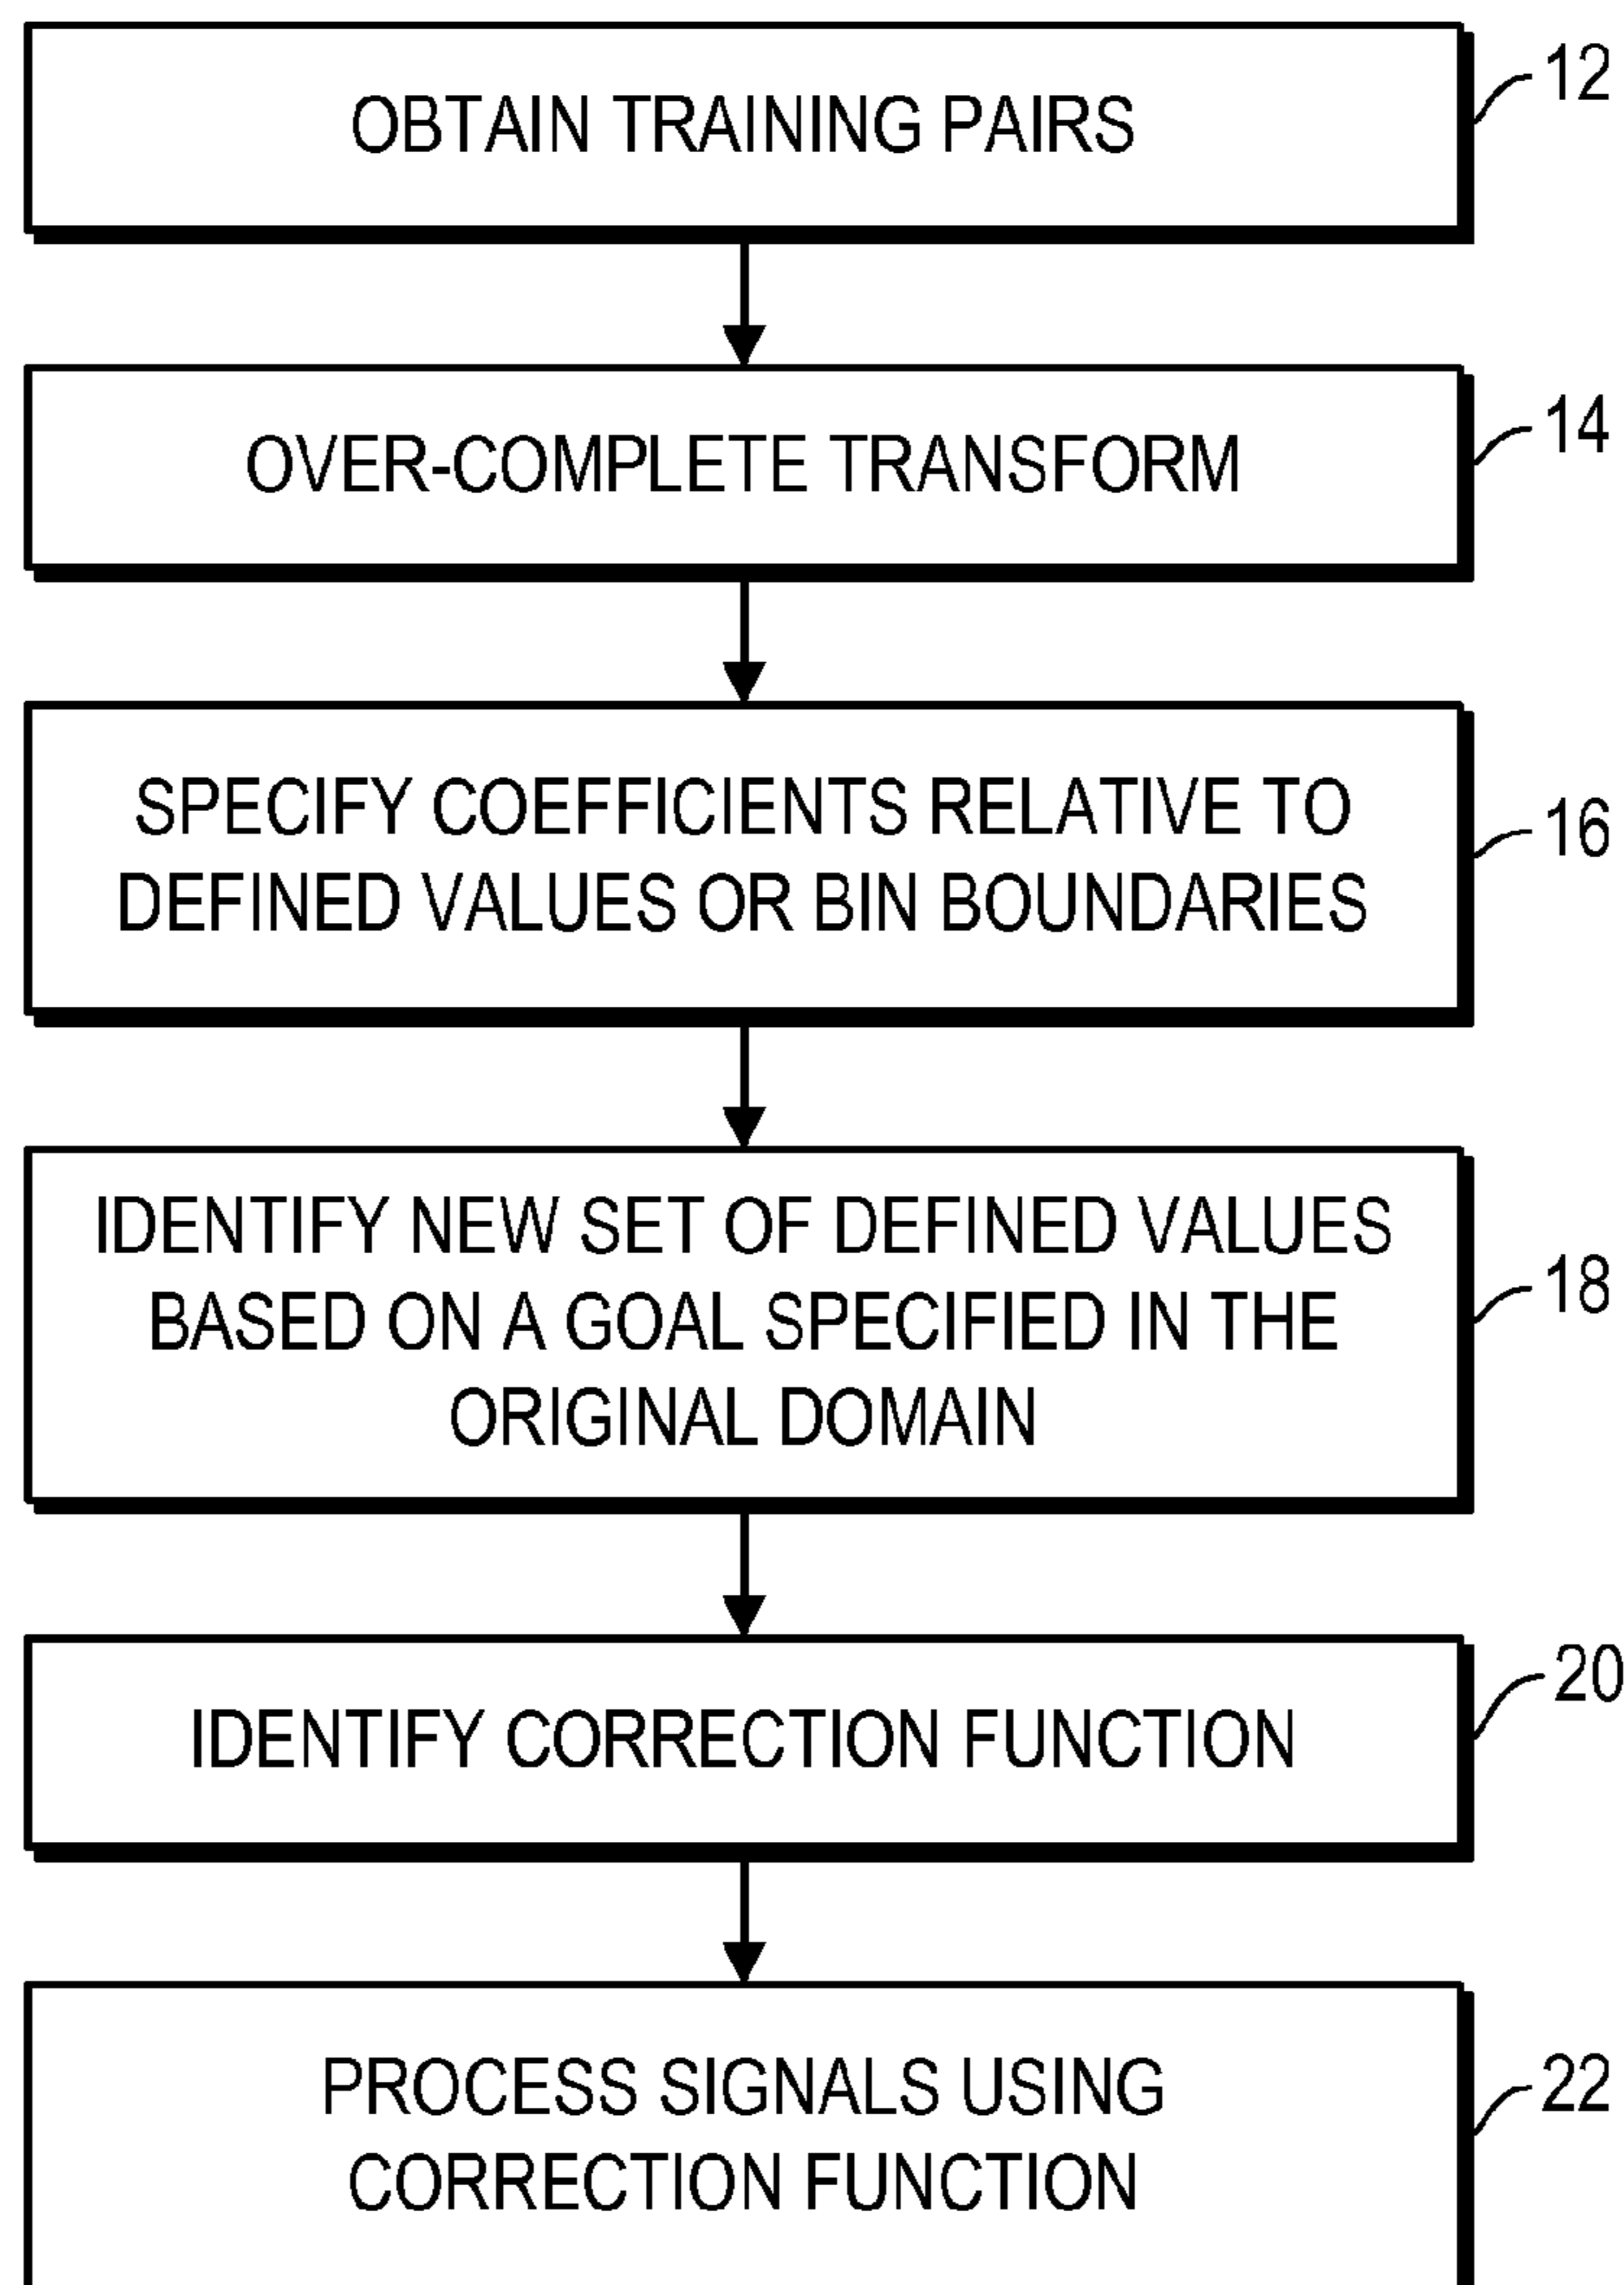 OBTAIN TRAINING PAIRS
12
OVER-COMPLETE TRANSFORM
14
SPECIFY COEFFICIENTS RELATIVE TO
DEFINED VALUES OR BIN BOUNDARIES
16
IDENTIFY NEW SET OF DEFINED VALUES
BASED ON A GOAL SPECIFIED IN THE
ORIGINAL DOMAIN
18
IDENTIFY CORRECTION FUNCTION
20
PROCESS SIGNALS USING
CORRECTION FUNCTION
22